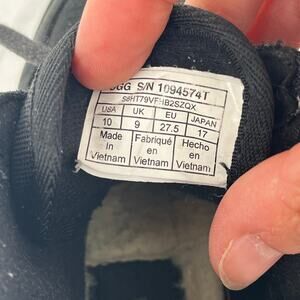 UGG S/N 1094574T
S8HT79VFHB2SZQX
USA UK EU JAPAN
10 9 27.5 17
Made Fabriqué Hecho
in en en
Vietnam Vietnam Vietnam